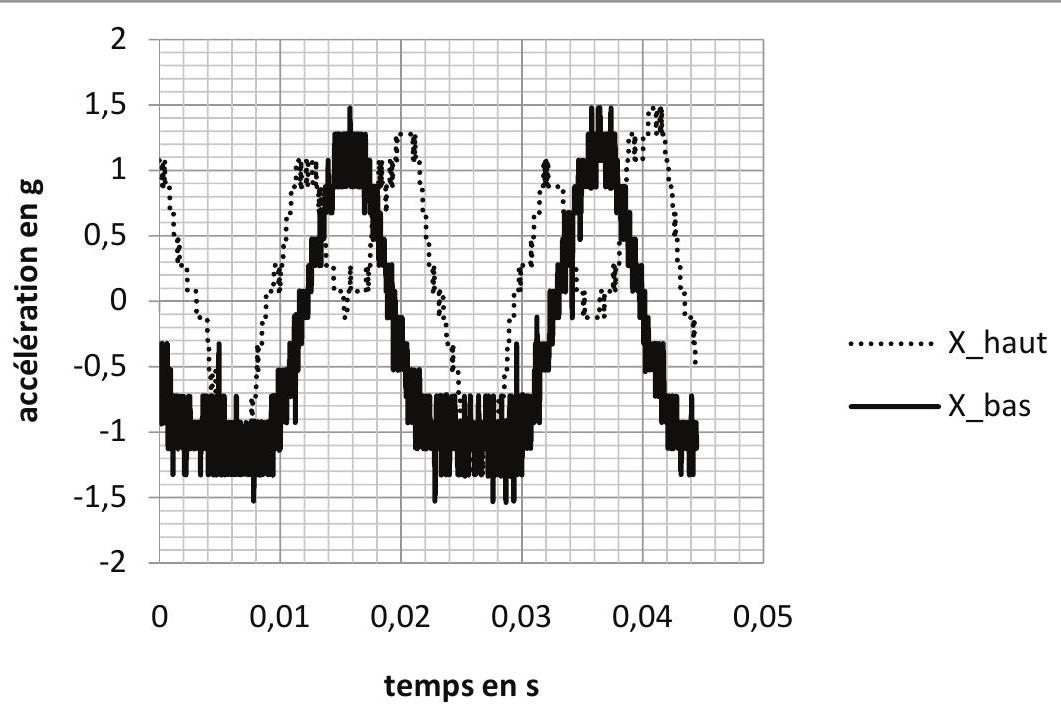 2
1,5
1
0,5
0
-0,5
-1
-1,5
-2
accélération en g
0 0,01 0,02 0,03 0,04 0,05
temps en s
X_haut
X_bas